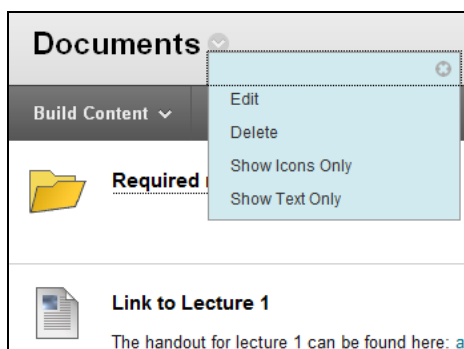 Documents
Edit
Build Content
Delete
Show Icons Only
Required
Show Text Only
Link to Lecture 1
The handout for lecture 1 can be found here: